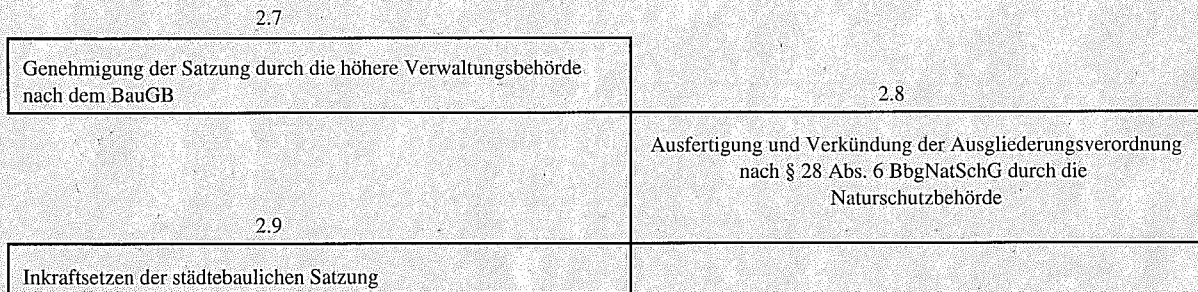 2.7
Genehmigung der Satzung durch die höhere Verwaltungsbehörde
nach dem BauGB
2.8
Ausfertigung und Verkündung der Ausgliederungsverordnung
nach § 28 Abs. 6 BbgNatSchG durch die
Naturschutzbehörde
2.9
Inkraftsetzen der städtebaulichen Satzung